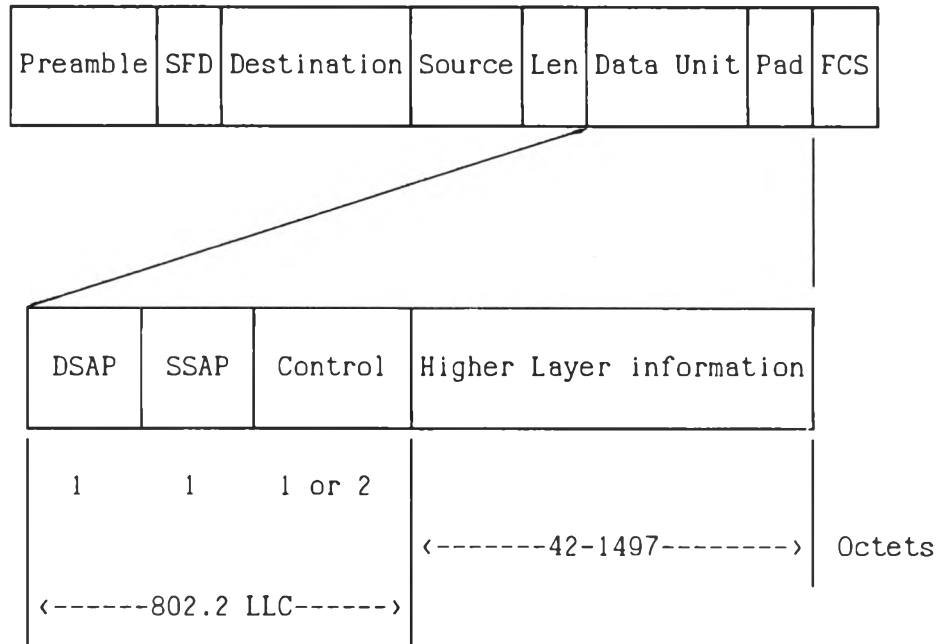 Preamble SFD Destination Source Len Data Unit Pad FCS
DSAP SSAP Control Higher Layer information
1 1 1 or 2
<-------42-1497--------> Octets
<------802.2 LLC------>